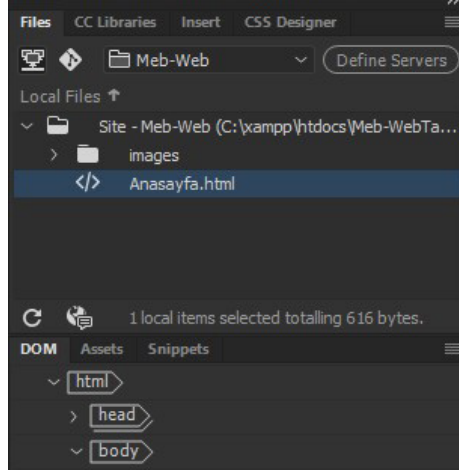 Files CC Libraries Insert CSS Designer
Meb-Web Define Servers
Local Files
Site - Meb-Web (C:\xampp\htdocs\Meb-WebTa...
images
Anasayfa.html
1 local items selected totalling 616 bytes.
DOM Assets Snippets
html
head
body